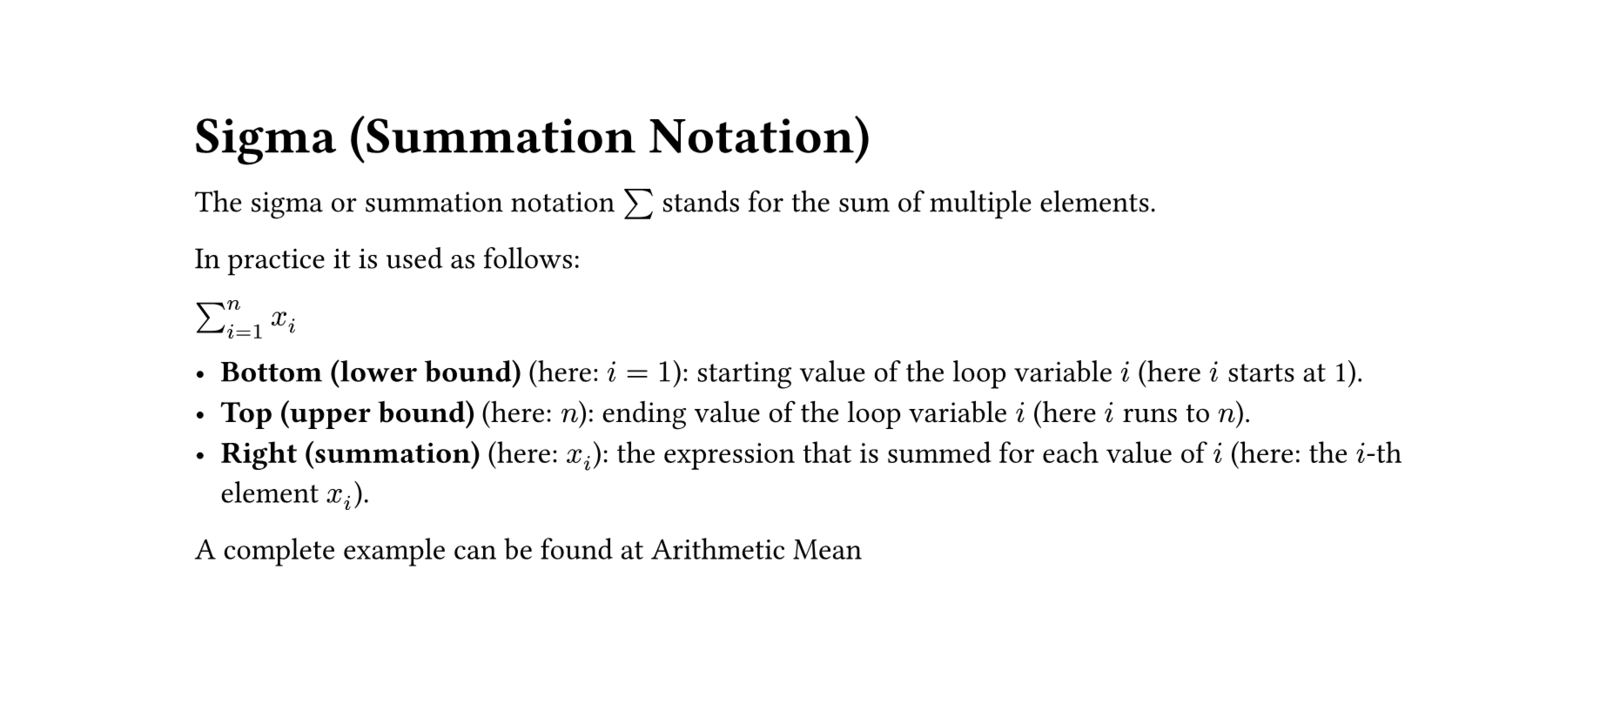 Sigma (Summation Notation)
The sigma or summation notation ∑ stands for the sum of multiple elements.
In practice it is used as follows:
∑ⁿᵢ₌₁ xᵢ
• Bottom (lower bound) (here: i = 1): starting value of the loop variable i (here i starts at 1).
• Top (upper bound) (here: n): ending value of the loop variable i (here i runs to n).
• Right (summation) (here: xᵢ): the expression that is summed for each value of i (here: the i-th
element xᵢ).
A complete example can be found at Arithmetic Mean